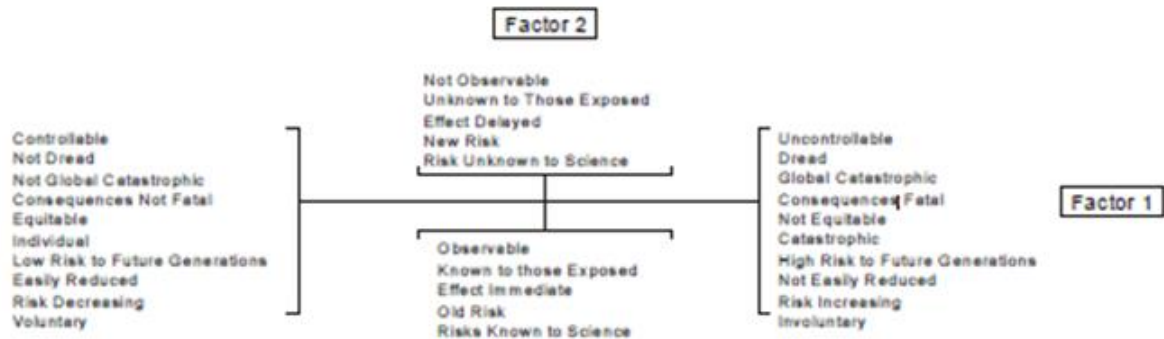 Factor 2
Not Observable
Unknown to Those Exposed
Effect Delayed
New Risk
Risk Unknown to Science
Controllable
Not Dread
Not Global Catastrophic
Consequences Not Fatal
Equitable
Individual
Low Risk to Future Generations
Easily Reduced
Risk Decreasing
Voluntary
Uncontrollable
Dread
Global Catastrophic
Consequences Fatal
Not Equitable
Catastrophic
High Risk to Future Generations
Not Easily Reduced
Risk Increasing
Involuntary
Factor 1
Observable
Known to those Exposed
Effect Immediate
Old Risk
Risks Known to Science